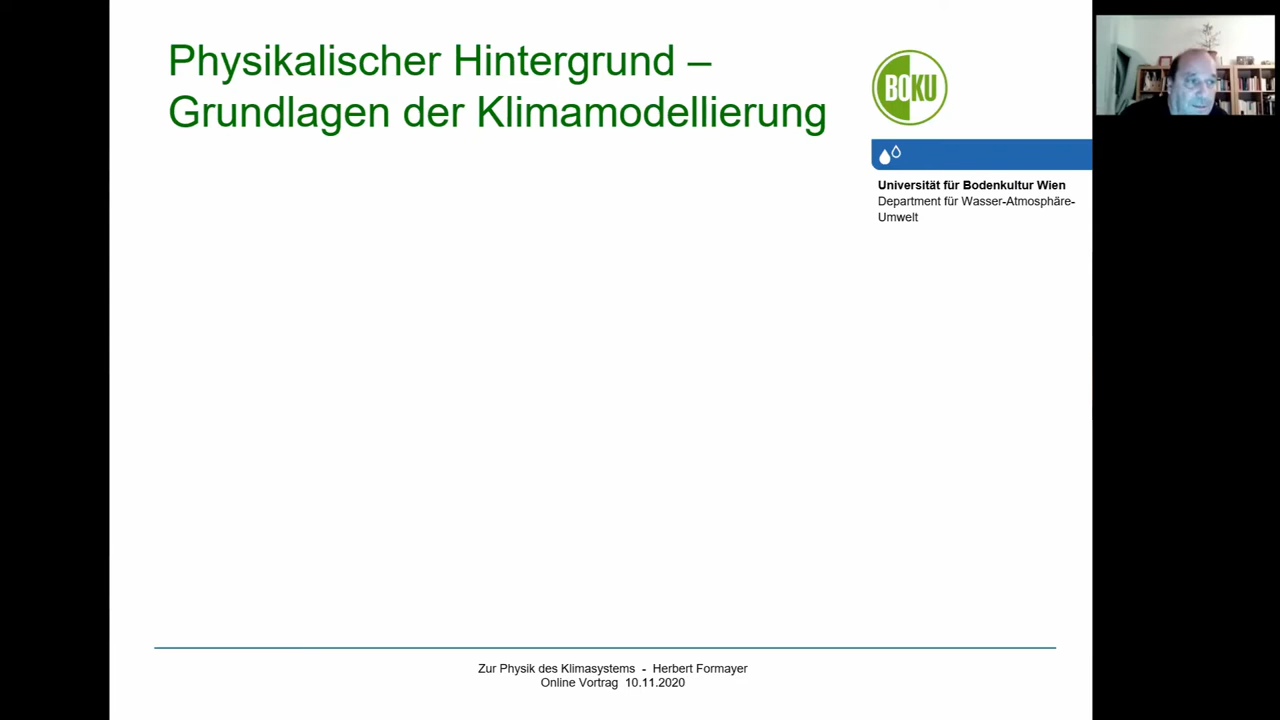 Physikalischer Hintergrund –
Grundlagen der Klimamodellierung
BOKU
Universität für Bodenkultur Wien
Department für Wasser-Atmosphäre-
Umwelt
Zur Physik des Klimasystems - Herbert Formayer
Online Vortrag 10.11.2020